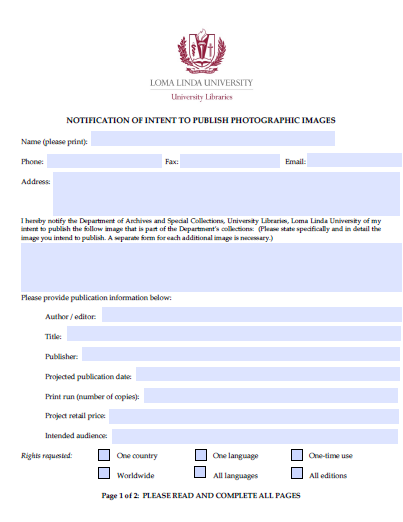 LOMA LINDA UNIVERSITY
University Libraries
NOTIFICATION OF INTENT TO PUBLISH PHOTOGRAPHIC IMAGES
Name (please print):
Phone: Fax: Email:
Address:
I hereby notify the Department of Archives and Special Collections, University Libraries, Loma Linda University of my
intent to publish the follow image that is part of the Department's collections: (Please state specifically and in detail the
image you intend to publish. A separate form for each additional image is necessary.)
Please provide publication information below:
Author / editor:
Title:
Publisher:
Projected publication date:
Print run (number of copies):
Project retail price:
Intended audience:
Rights requested: One country One language One-time use
Worldwide All languages All editions
Page 1 of 2: PLEASE READ AND COMPLETE ALL PAGES